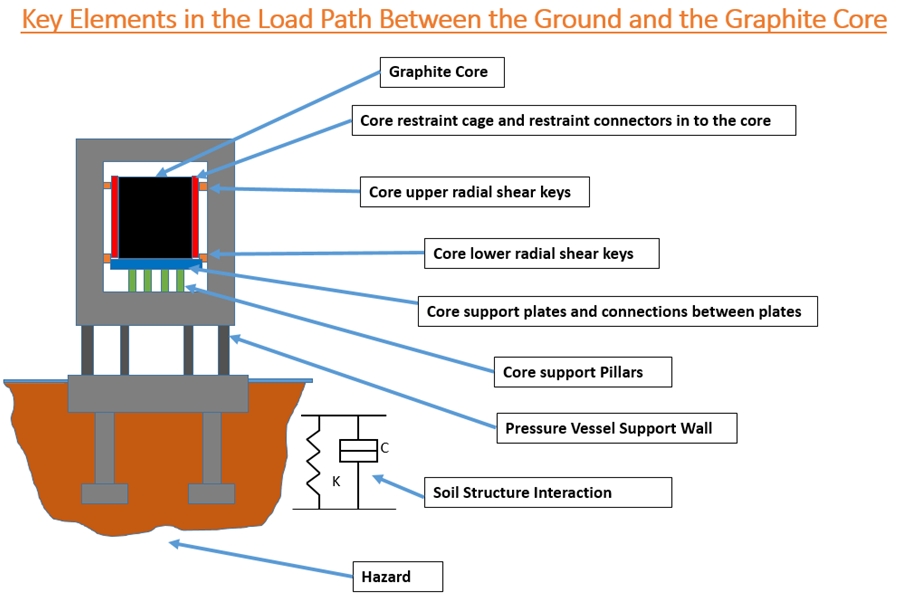 Key Elements in the Load Path Between the Ground and the Graphite Core
Graphite Core
Core restraint cage and restraint connectors in to the core
Core upper radial shear keys
Core lower radial shear keys
Core support plates and connections between plates
Core support Pillars
Pressure Vessel Support Wall
C
K
Soil Structure Interaction
Hazard